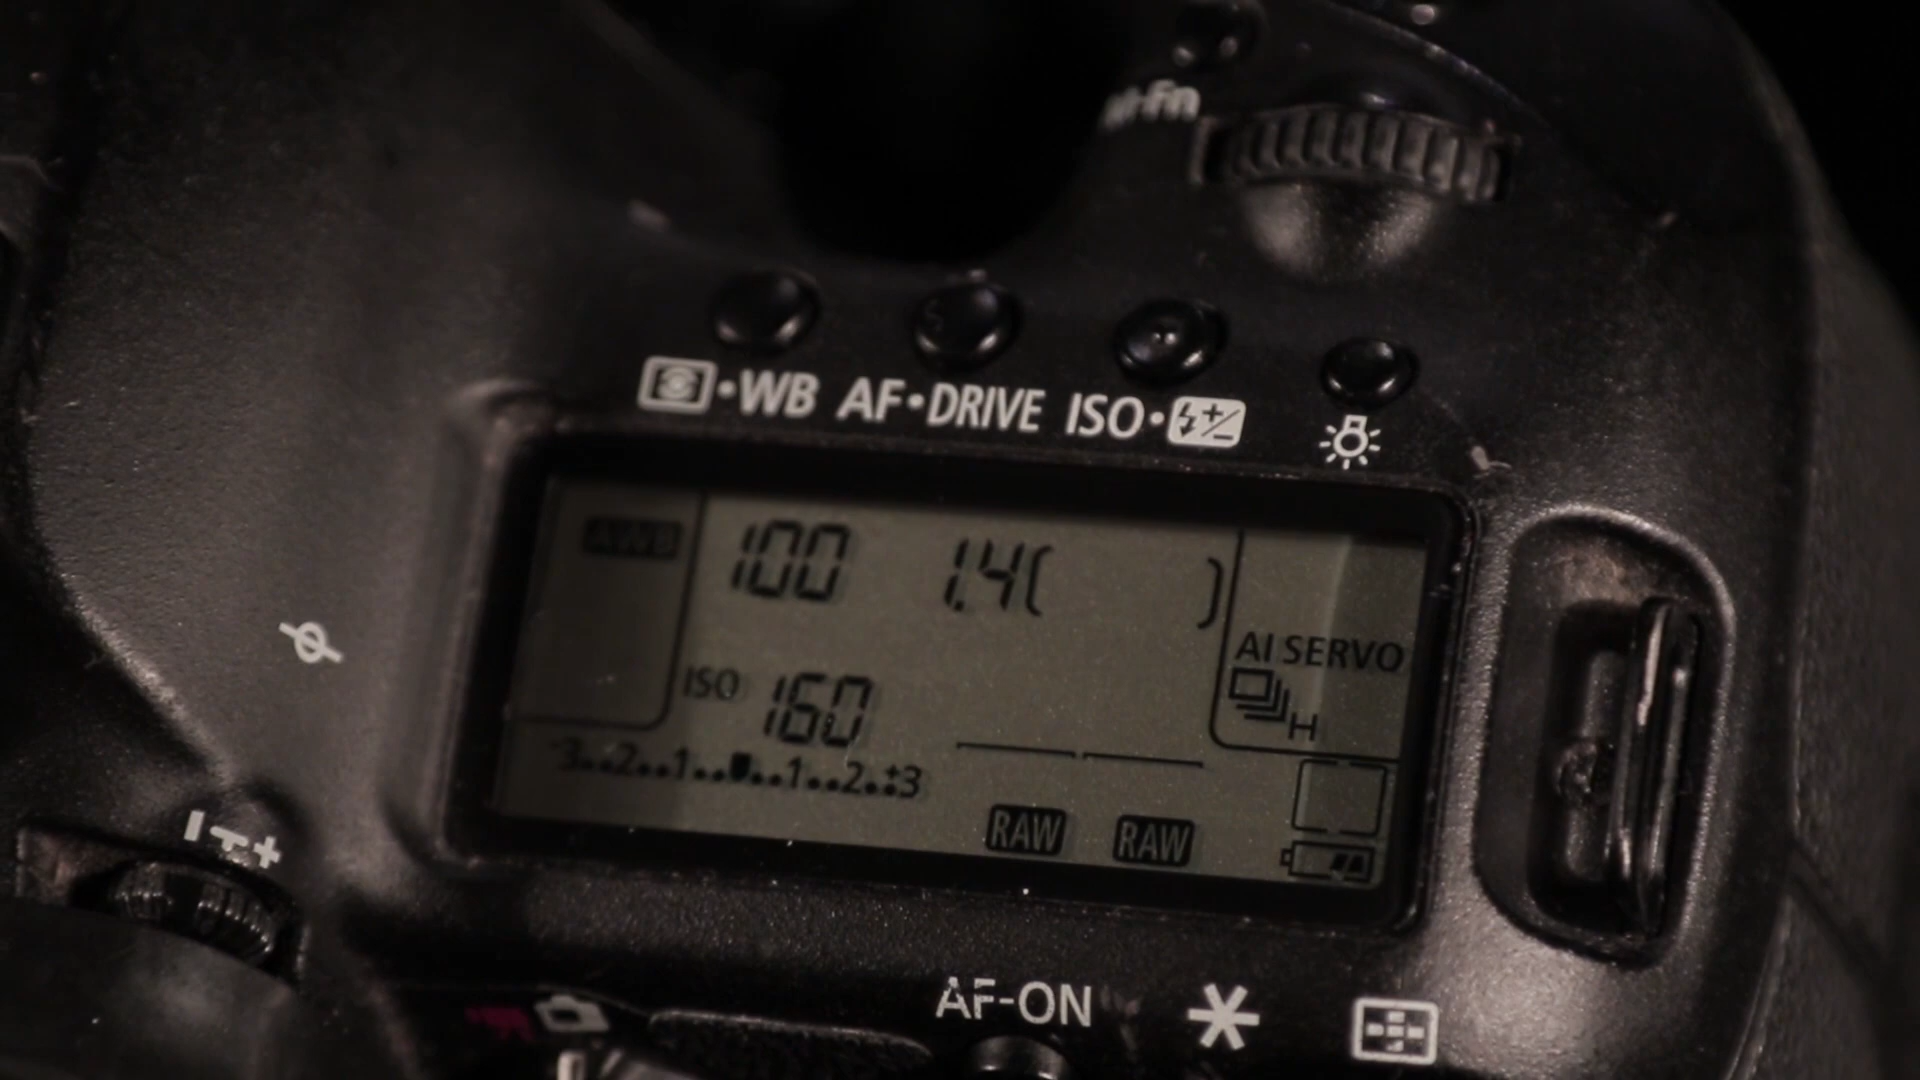 M-Fn
WB AF•DRIVE ISO•
AWB
100 1.4( )
AI SERVO
ISO 160
H
-3..2..1..▮..1..2..+3
RAW RAW
AF-ON